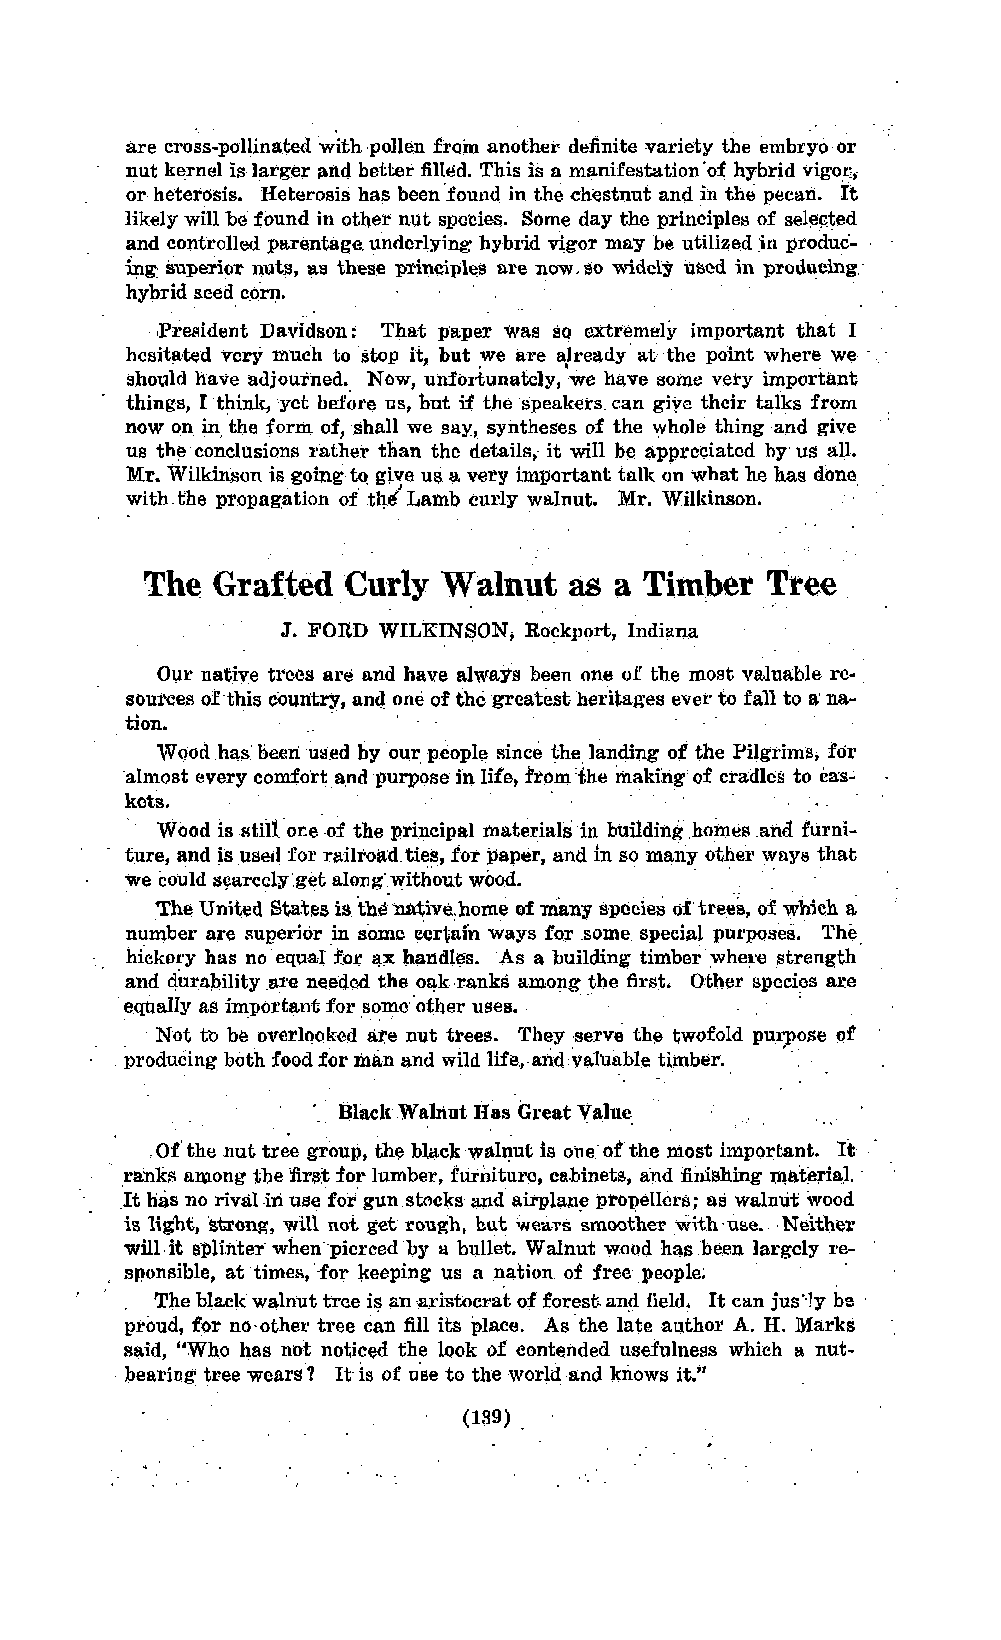 are cross-pollinated with pollen from another definite variety the embryo or
nut kernel is larger and better filled. This is a manifestation of hybrid vigor,
or heterosis. Heterosis has been found in the chestnut and in the pecan. It
likely will be found in other nut species. Some day the principles of selected
and controlled parentage underlying hybrid vigor may be utilized in produc-
ing superior nuts, as these principles are now so widely used in producing
hybrid seed corn.
President Davidson: That paper was so extremely important that I
hesitated very much to stop it, but we are already at the point where we
should have adjourned. Now, unfortunately, we have some very important
things, I think, yet before us, but if the speakers can give their talks from
now on in the form of, shall we say, syntheses of the whole thing and give
us the conclusions rather than the details, it will be appreciated by us all.
Mr. Wilkinson is going to give us a very important talk on what he has done
with the propagation of the Lamb curly walnut. Mr. Wilkinson.
The Grafted Curly Walnut as a Timber Tree
J. FORD WILKINSON, Rockport, Indiana
Our native trees are and have always been one of the most valuable re-
sources of this country, and one of the greatest heritages ever to fall to a na-
tion.
Wood has been used by our people since the landing of the Pilgrims, for
almost every comfort and purpose in life, from the making of cradles to cas-
kets.
Wood is still one of the principal materials in building homes and furni-
ture, and is used for railroad ties, for paper, and in so many other ways that
we could scarcely get along without wood.
The United States is the native home of many species of trees, of which a
number are superior in some certain ways for some special purposes. The
hickory has no equal for ax handles. As a building timber where strength
and durability are needed the oak ranks among the first. Other species are
equally as important for some other uses.
Not to be overlooked are nut trees. They serve the twofold purpose of
producing both food for man and wild life, and valuable timber.
Black Walnut Has Great Value
Of the nut tree group, the black walnut is one of the most important. It
ranks among the first for lumber, furniture, cabinets, and finishing material.
It has no rival in use for gun stocks and airplane propellers; as walnut wood
is light, strong, will not get rough, but wears smoother with use. Neither
will it splinter when pierced by a bullet. Walnut wood has been largely re-
sponsible, at times, for keeping us a nation of free people.
The black walnut tree is an aristocrat of forest and field. It can justly be
proud, for no other tree can fill its place. As the late author A. H. Marks
said, "Who has not noticed the look of contended usefulness which a nut-
bearing tree wears? It is of use to the world and knows it."
(139)